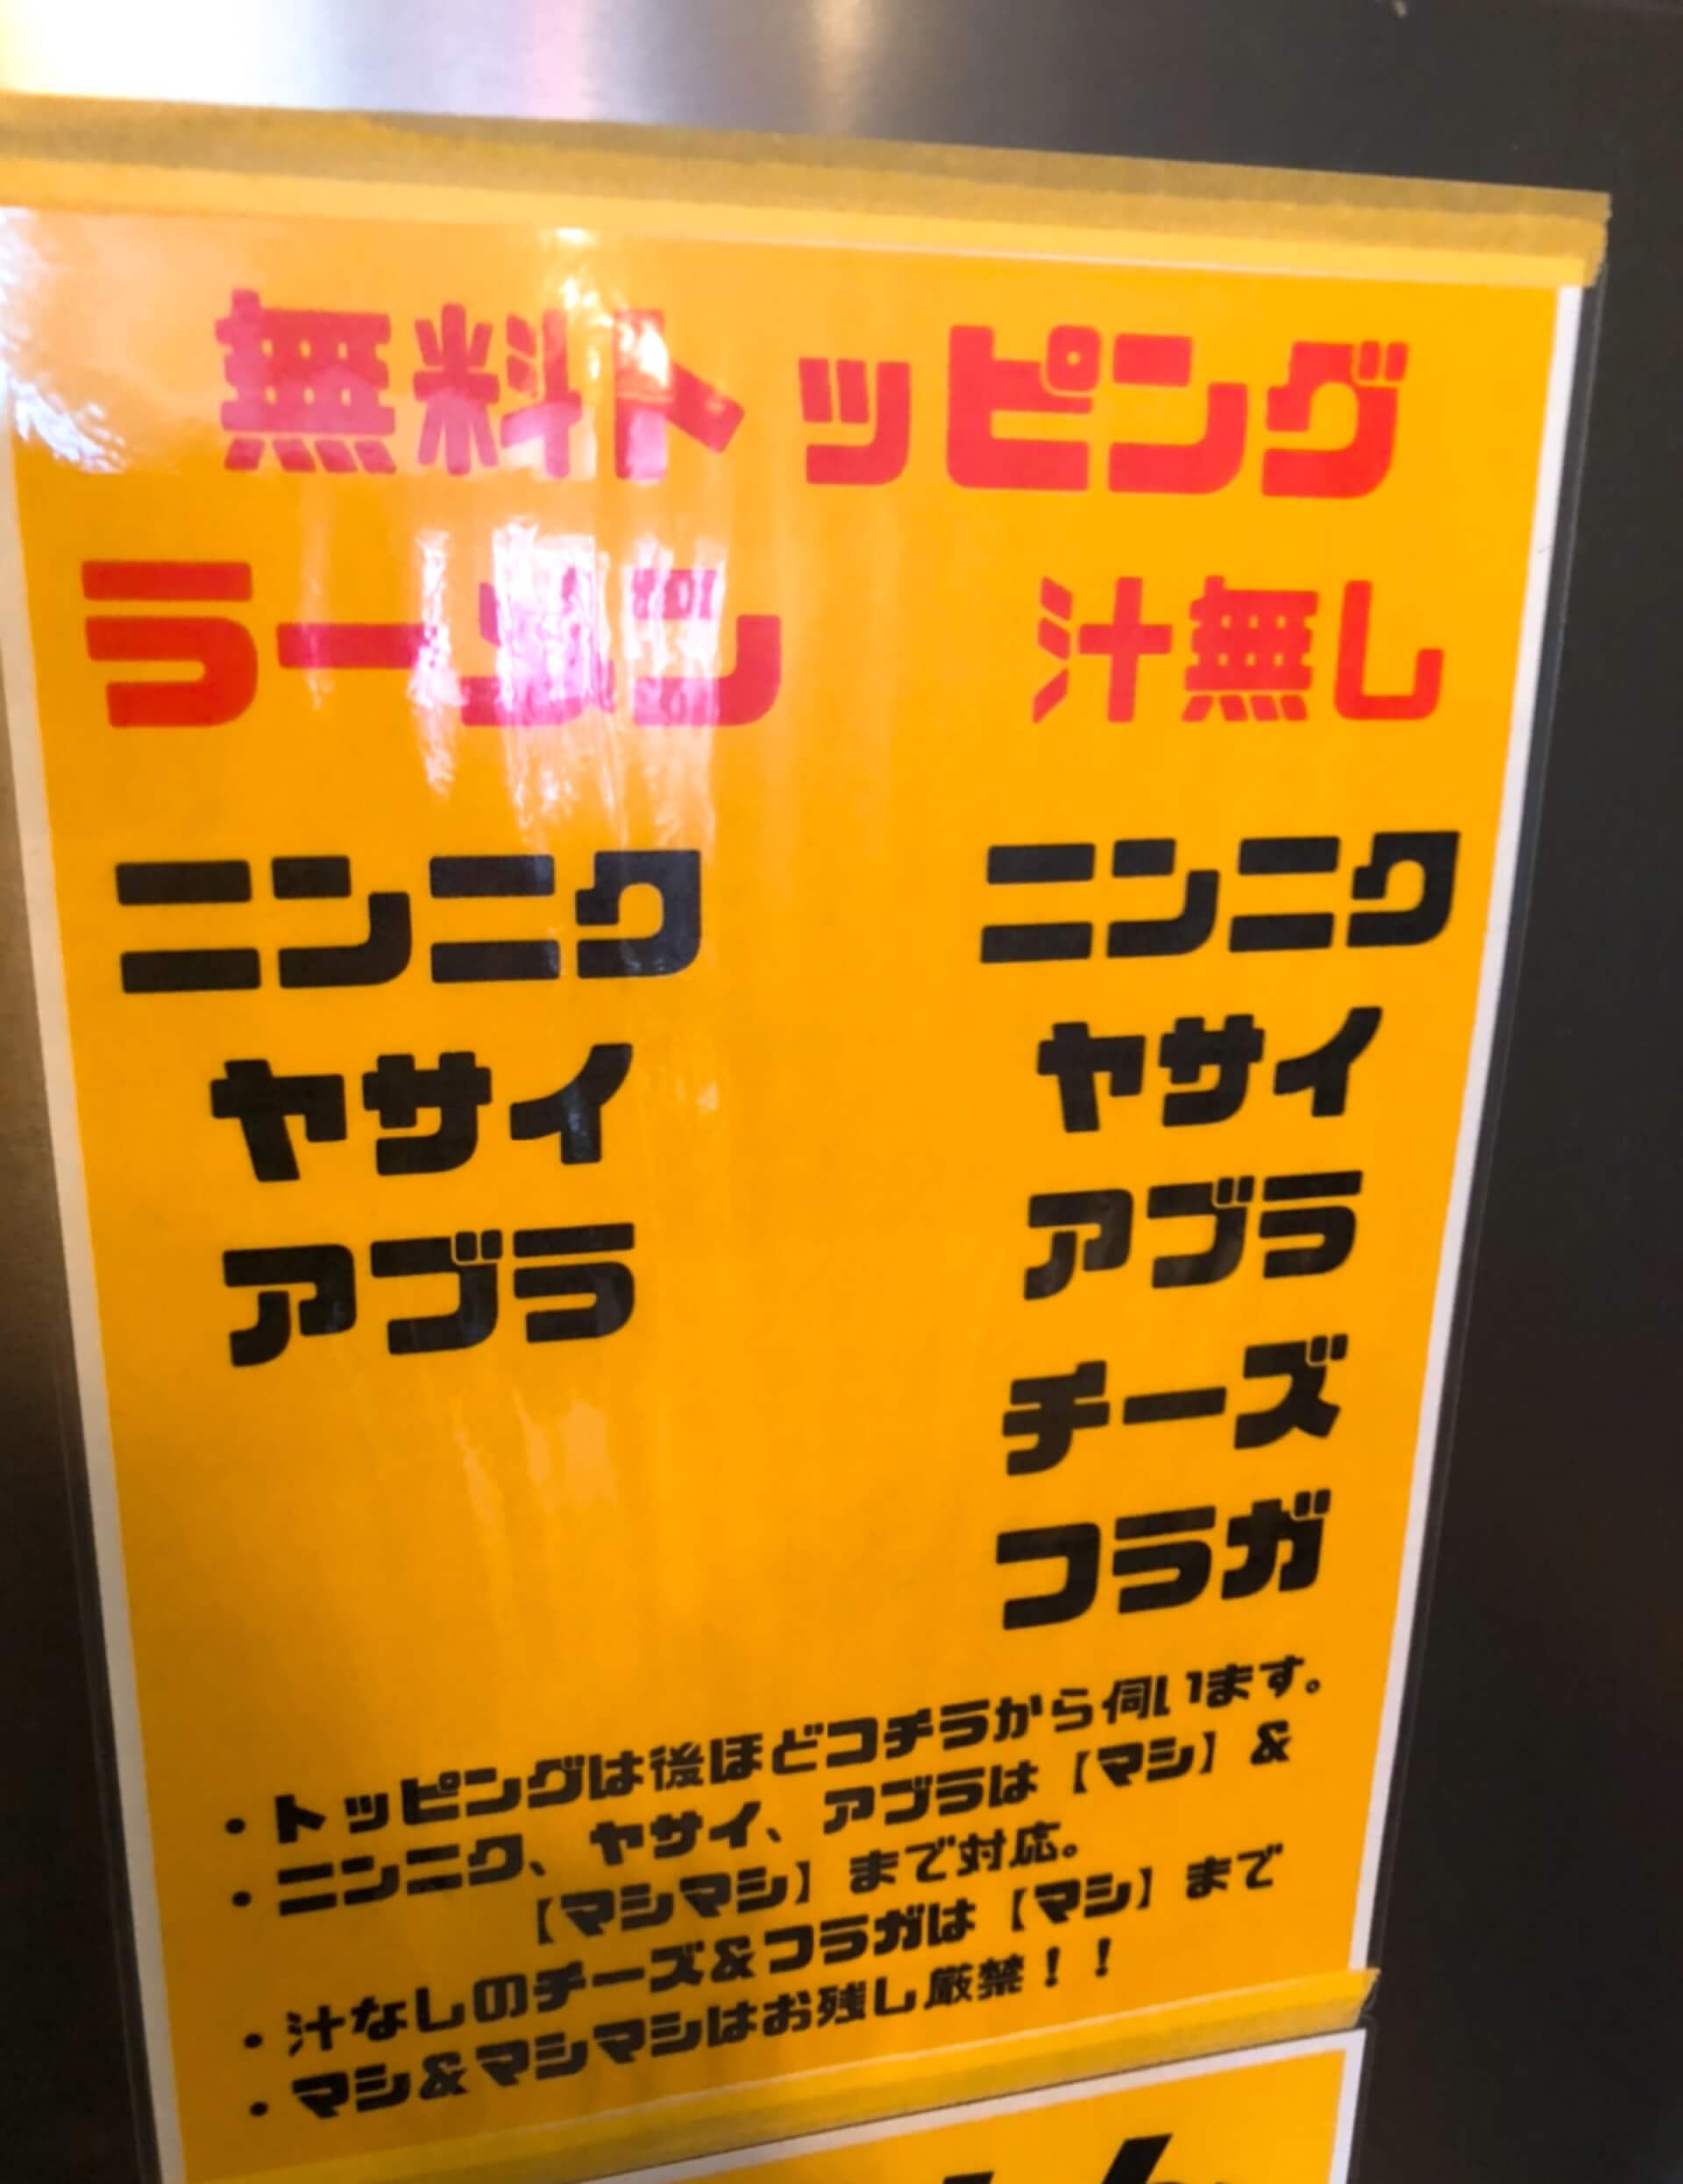 無料トッピング
ラーメン 汁無し
ニンニク ニンニク
ヤサイ ヤサイ
アブラ アブラ
チーズ
フラガ
・トッピングは後ほどコチラから伺います。
・ニンニク、ヤサイ、アブラは【マシ】&
【マシマシ】まで対応。
・汁なしのチーズ&フラガは【マシ】まで
・マシ&マシマシはお残し厳禁！！